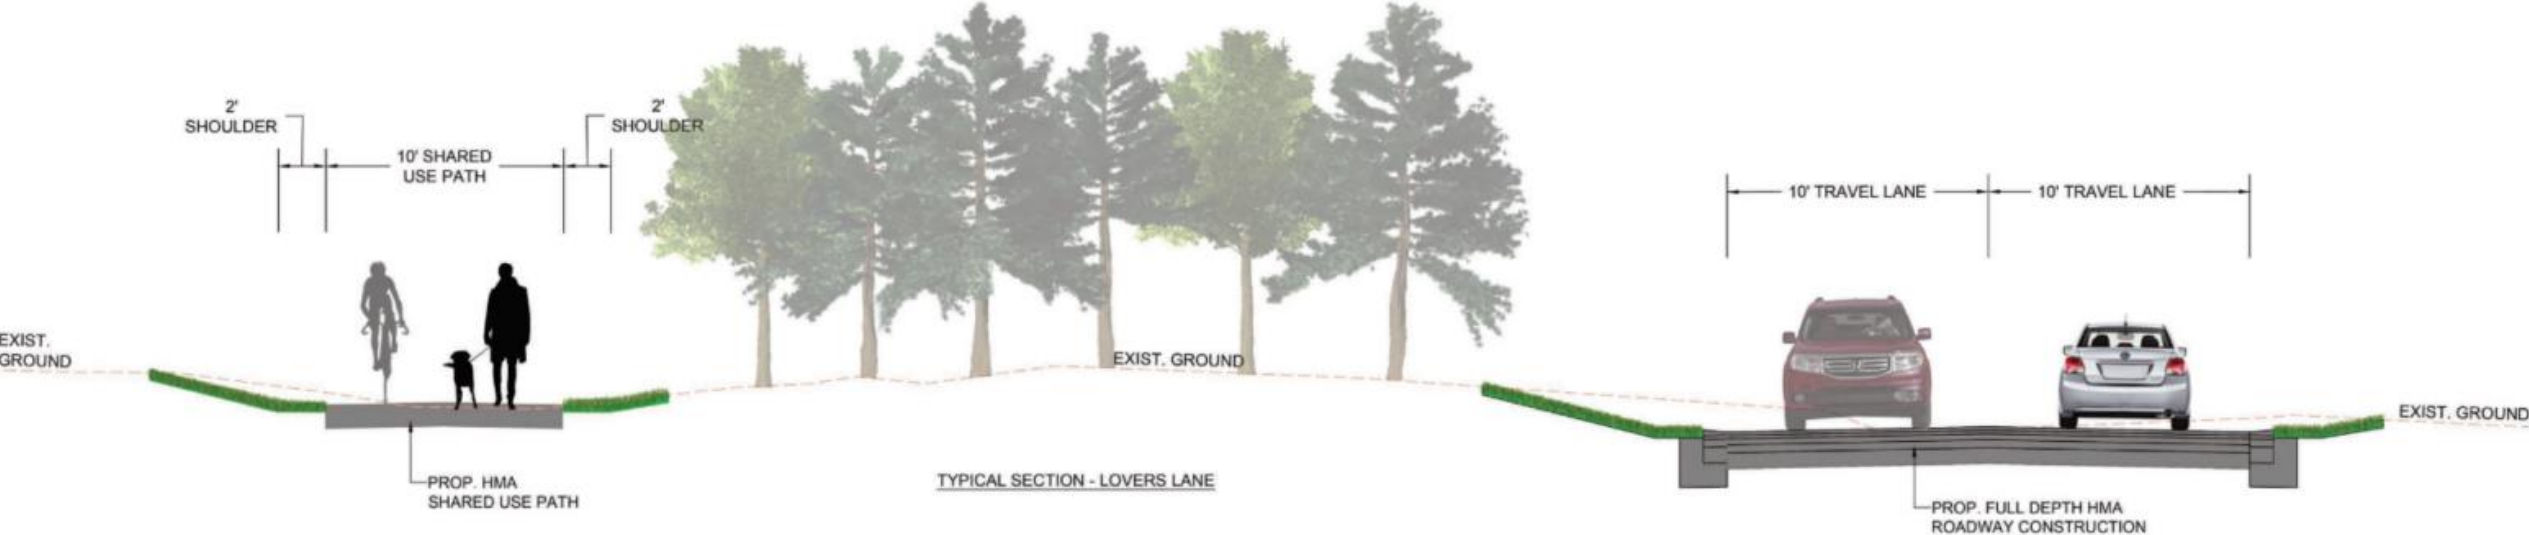 2'
SHOULDER
10' SHARED
USE PATH
2'
SHOULDER
10' TRAVEL LANE
10' TRAVEL LANE
EXIST.
GROUND
EXIST. GROUND
EXIST. GROUND
PROP. HMA
SHARED USE PATH
TYPICAL SECTION - LOVERS LANE
PROP. FULL DEPTH HMA
ROADWAY CONSTRUCTION